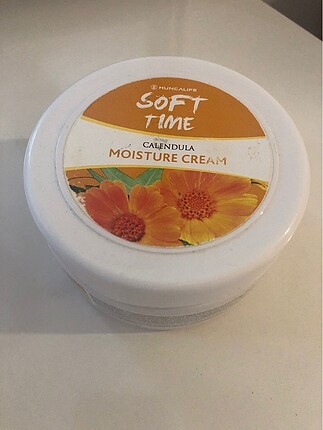 HUNCALIFE
SOFT
TIME
CALENDULA
MOISTURE CREAM